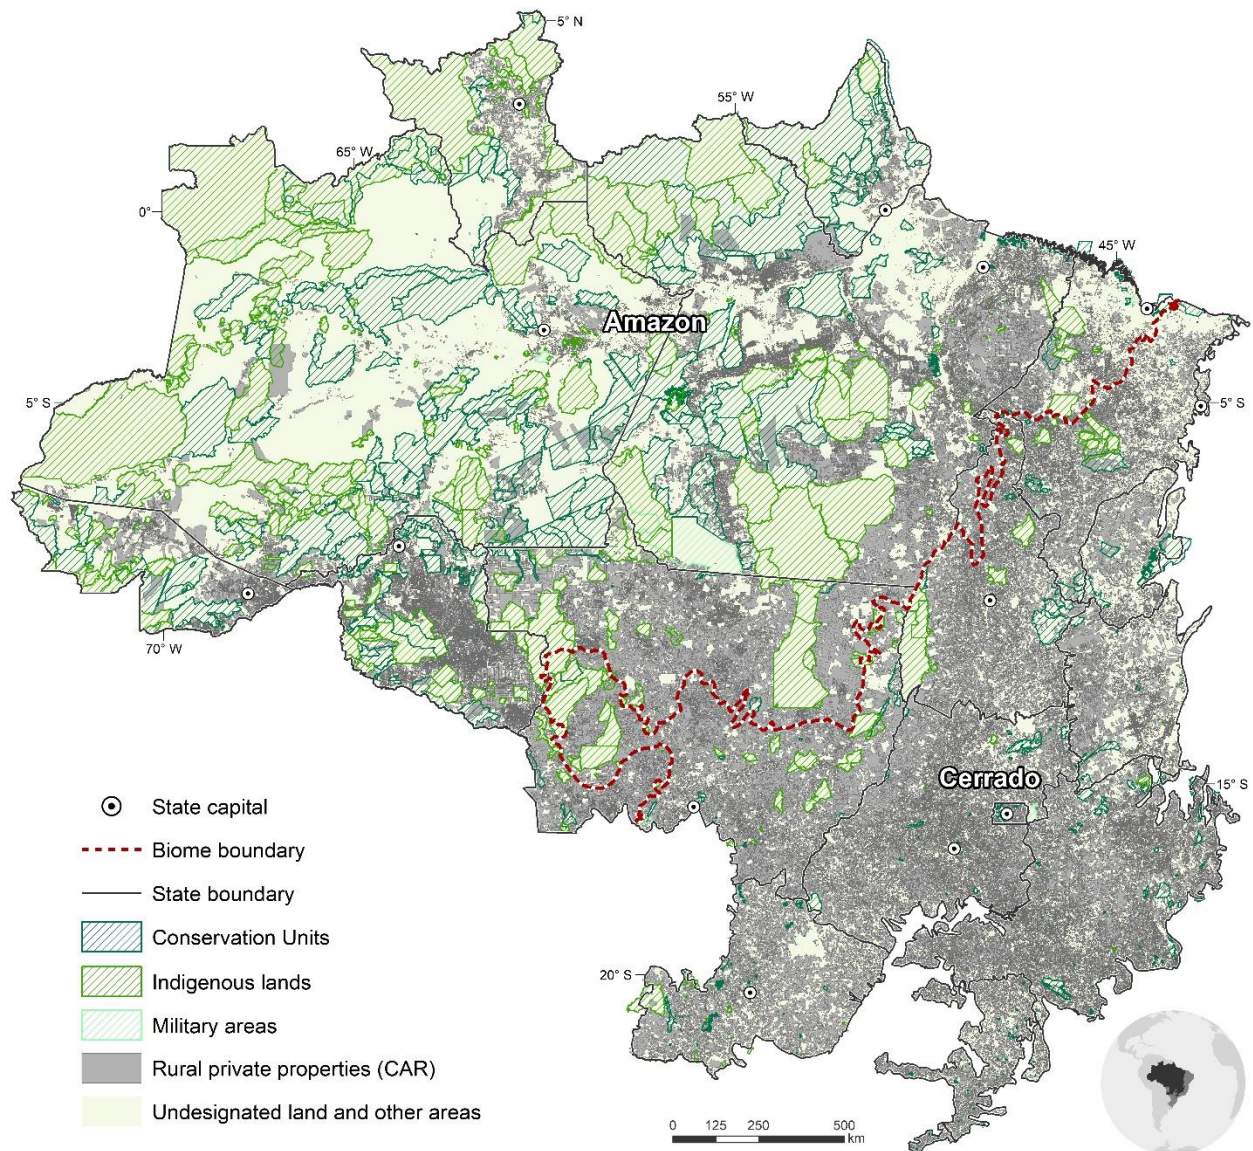 5° N
55° W
65° W
0°
45° W
Amazon
5° S
5° S
70° W
Cerrado
15° S
State capital
Biome boundary
State boundary
Conservation Units
20° S
Indigenous lands
Military areas
Rural private properties (CAR)
Undesignated land and other areas
0 125 250 500
km